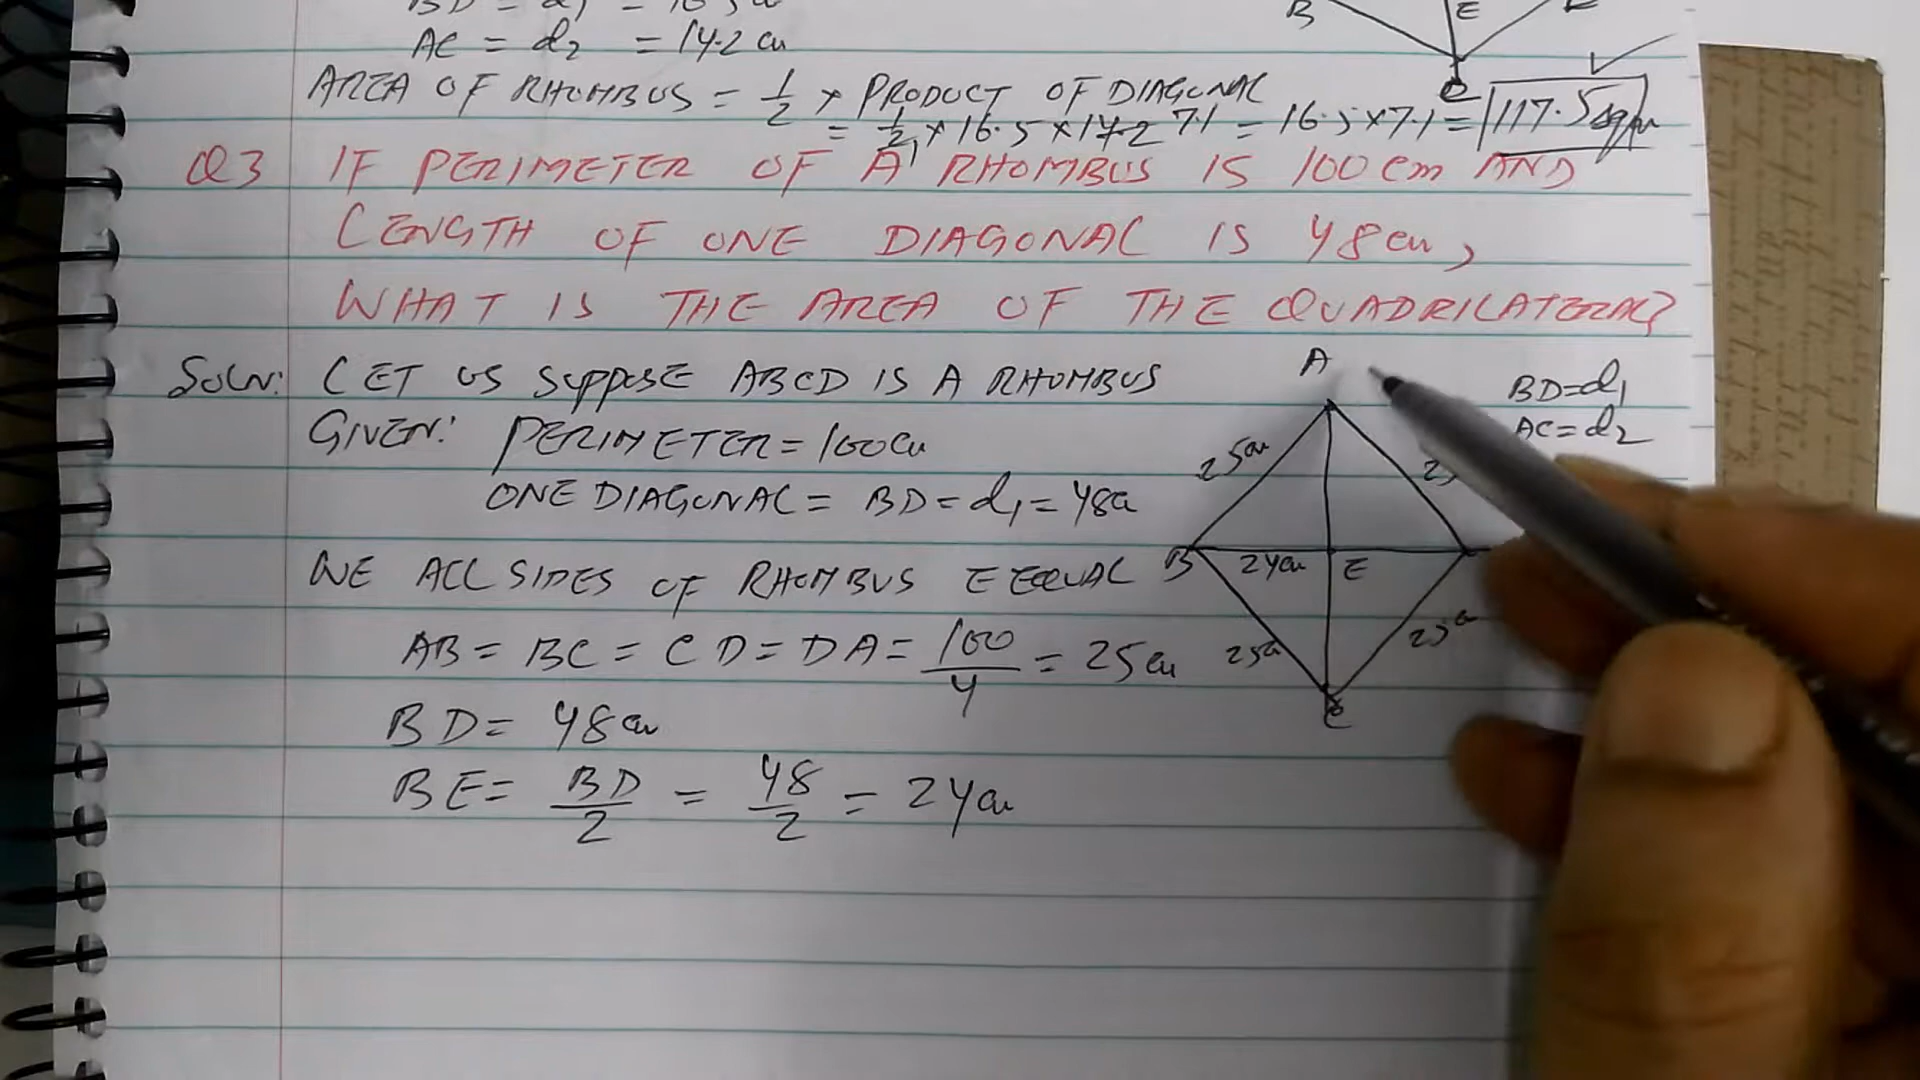 AC = d2 = 14.2 cm
AREA OF RHOMBUS = 1/2 × PRODUCT OF DIAGONAL
= 1/2 × 16.5 × 14.2 7.1 = 16.5 × 7.1 = 117.5 sq/cm
Q3 IF PERIMETER OF A RHOMBUS IS 100 cm AND
LENGTH OF ONE DIAGONAL IS 48 cm,
WHAT IS THE AREA OF THE QUADRILATERAL?
SOLN: LET US SUPPOSE ABCD IS A RHOMBUS
GIVEN: PERIMETER = 100 cm
ONE DIAGONAL = BD = d1 = 48 cm
WE ALL SIDES OF RHOMBUS E EQUAL
AB = BC = CD = DA = 100/4 = 25 cm
BD = 48 cm
BE = BD/2 = 48/2 = 24 cm
B
E
C
A
BD = d1
AC = d2
25 cm
B
24 cm
E
25 cm
25 cm
C